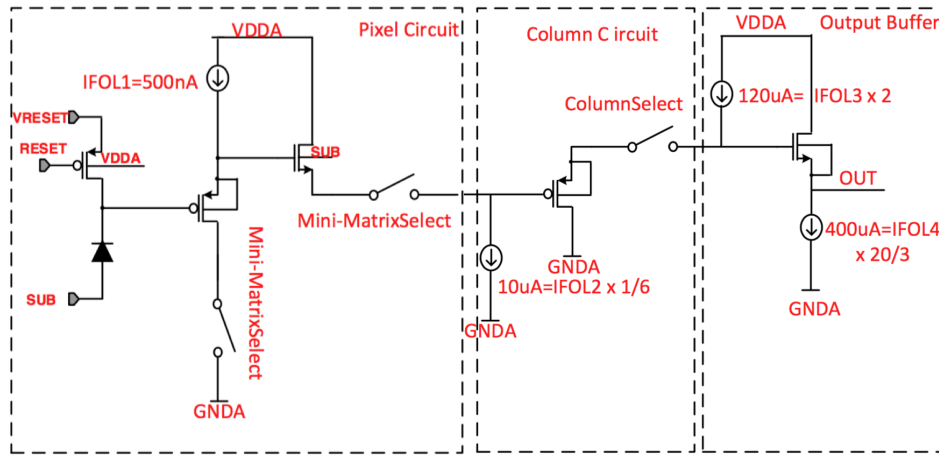 VDDA
Pixel Circuit
IFOL1=500nA
VRESET
RESET
VDDA
SUB
SUB
Mini-MatrixSelect
Mini-MatrixSelect
GNDA
Column C ircuit
ColumnSelect
GNDA
10uA=IFOL2 x 1/6
GNDA
Output Buffer
VDDA
120uA= IFOL3 x 2
OUT
400uA=IFOL4
x 20/3
GNDA